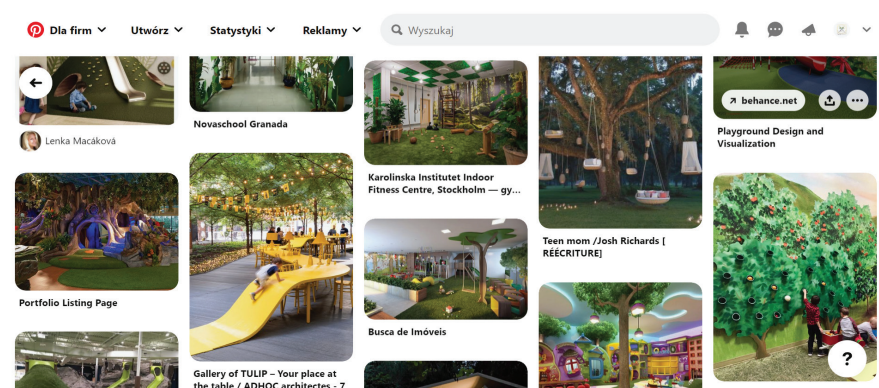 Dla firm
Utwórz
Statystyki
Reklamy
Wyszukaj
Lenka Macáková
Portfolio Listing Page
Novaschool Granada
Gallery of TULIP – Your place at
the table / ADHOC architectes - 7
Karolinska Institutet Indoor
Fitness Centre, Stockholm — gy...
Busca de Imóveis
Teen mom /Josh Richards [
RÉÉCRITURE]
behance.net
Playground Design and
Visualization
?